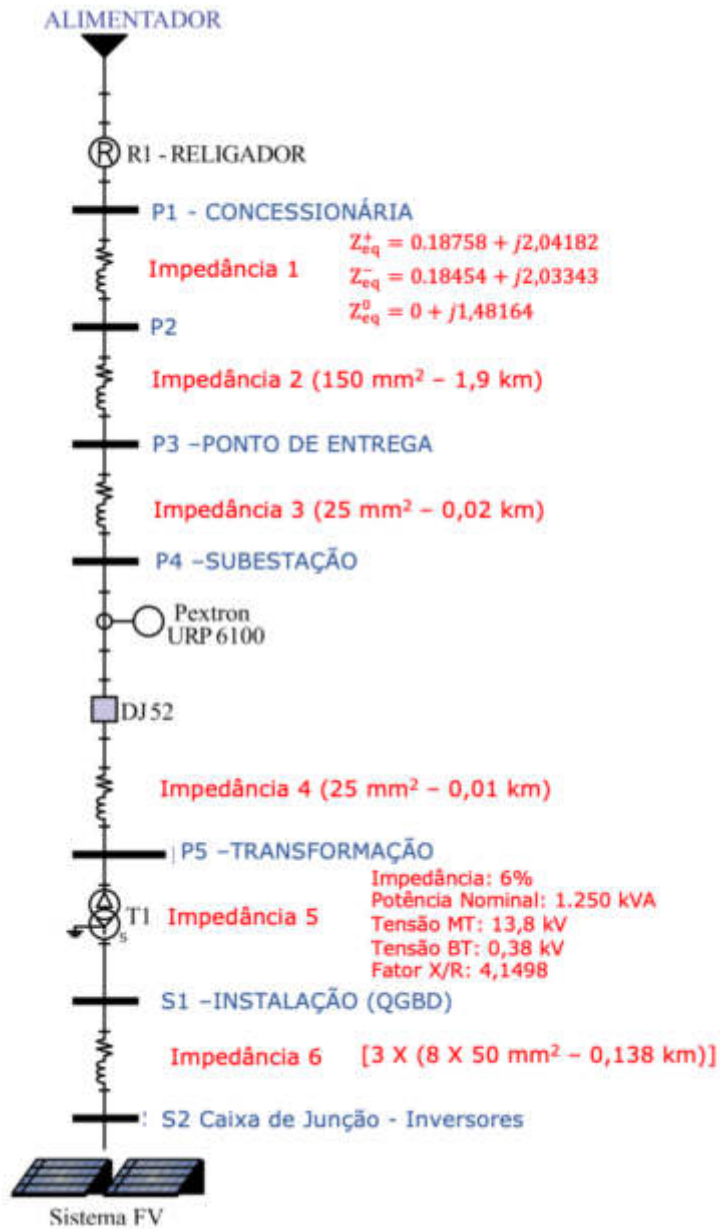 ALIMENTADOR
R
R1 - RELIGADOR
P1 - CONCESSIONÁRIA
Impedância 1
Z⁺eq = 0.18758 + j2,04182
Z⁻eq = 0.18454 + j2,03343
Z⁰eq = 0 + j1,48164
P2
Impedância 2 (150 mm² – 1,9 km)
P3 –PONTO DE ENTREGA
Impedância 3 (25 mm² – 0,02 km)
P4 –SUBESTAÇÃO
Pextron
URP 6100
DJ52
Impedância 4 (25 mm² – 0,01 km)
P5 –TRANSFORMAÇÃO
Impedância: 6%
Potência Nominal: 1.250 kVA
Tensão MT: 13,8 kV
Tensão BT: 0,38 kV
Fator X/R: 4,1498
T1
Impedância 5
s
S1 –INSTALAÇÃO (QGBD)
Impedância 6
[3 X (8 X 50 mm² – 0,138 km)]
S2 Caixa de Junção - Inversores
Sistema FV